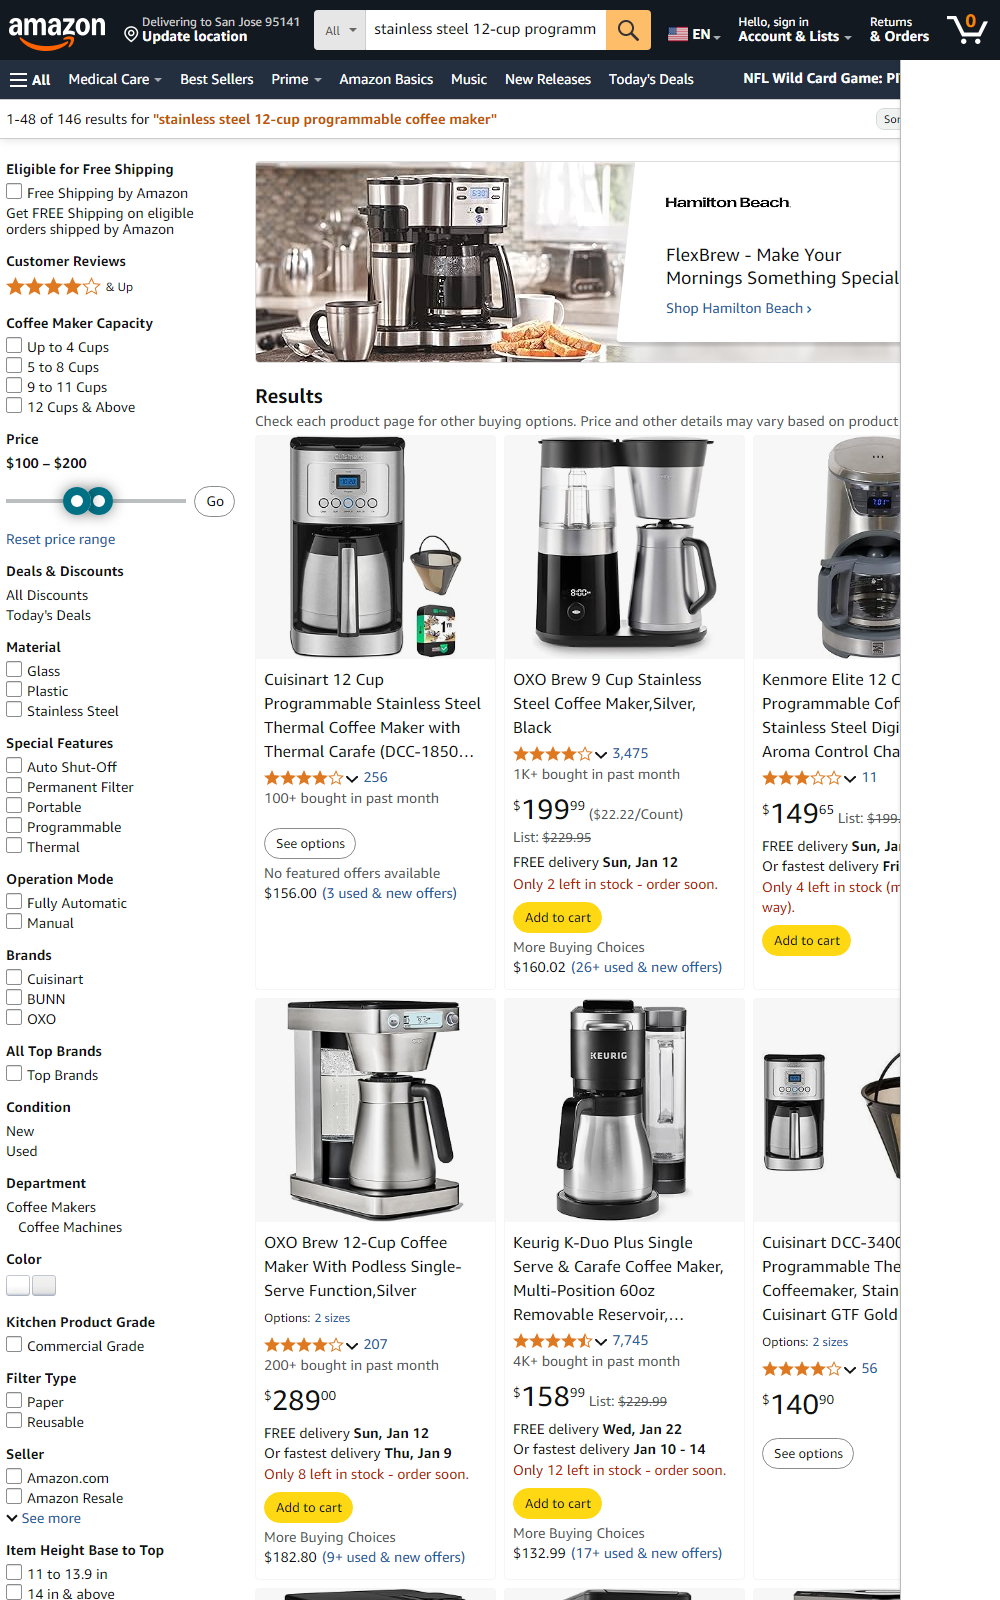 amazon
Delivering to San Jose 95141
Update location
All
stainless steel 12-cup programm
EN
Hello, sign in
Account & Lists
Returns
& Orders
0
All
Medical Care
Best Sellers
Prime
Amazon Basics
Music
New Releases
Today's Deals
NFL Wild Card Game: PI
1-48 of 146 results for "stainless steel 12-cup programmable coffee maker"
Sor
Eligible for Free Shipping
Free Shipping by Amazon
Get FREE Shipping on eligible
orders shipped by Amazon
Customer Reviews
& Up
Coffee Maker Capacity
Up to 4 Cups
5 to 8 Cups
9 to 11 Cups
12 Cups & Above
Price
$100 – $200
Go
Reset price range
Deals & Discounts
All Discounts
Today's Deals
Material
Glass
Plastic
Stainless Steel
Special Features
Auto Shut-Off
Permanent Filter
Portable
Programmable
Thermal
Operation Mode
Fully Automatic
Manual
Brands
Cuisinart
BUNN
OXO
All Top Brands
Top Brands
Condition
New
Used
Department
Coffee Makers
Coffee Machines
Color
Kitchen Product Grade
Commercial Grade
Filter Type
Paper
Reusable
Seller
Amazon.com
Amazon Resale
See more
Item Height Base to Top
11 to 13.9 in
14 in & above
Hamilton Beach
FlexBrew - Make Your
Mornings Something Special
Shop Hamilton Beach ›
Results
Check each product page for other buying options. Price and other details may vary based on product
Cuisinart 12 Cup
Programmable Stainless Steel
Thermal Coffee Maker with
Thermal Carafe (DCC-1850...
256
100+ bought in past month
See options
No featured offers available
$156.00 (3 used & new offers)
8:00
OXO Brew 9 Cup Stainless
Steel Coffee Maker,Silver,
Black
3,475
1K+ bought in past month
$199.99 ($22.22/Count)
List: $229.95
FREE delivery Sun, Jan 12
Only 2 left in stock - order soon.
Add to cart
More Buying Choices
$160.02 (26+ used & new offers)
7:01
Kenmore Elite 12 C
Programmable Cof
Stainless Steel Digi
Aroma Control Cha
11
$149.65 List: $199.
FREE delivery Sun, Ja
Or fastest delivery Fri
Only 4 left in stock (m
way).
Add to cart
OXO Brew 12-Cup Coffee
Maker With Podless Single-
Serve Function,Silver
Options: 2 sizes
207
200+ bought in past month
$289.00
FREE delivery Sun, Jan 12
Or fastest delivery Thu, Jan 9
Only 8 left in stock - order soon.
Add to cart
More Buying Choices
$182.80 (9+ used & new offers)
KEURIG
Keurig K-Duo Plus Single
Serve & Carafe Coffee Maker,
Multi-Position 60oz
Removable Reservoir,...
7,745
4K+ bought in past month
$158.99 List: $229.99
FREE delivery Wed, Jan 22
Or fastest delivery Jan 10 - 14
Only 12 left in stock - order soon.
Add to cart
More Buying Choices
$132.99 (17+ used & new offers)
Cuisinart DCC-3400
Programmable The
Coffeemaker, Stain
Cuisinart GTF Gold
Options: 2 sizes
56
$140.90
See options